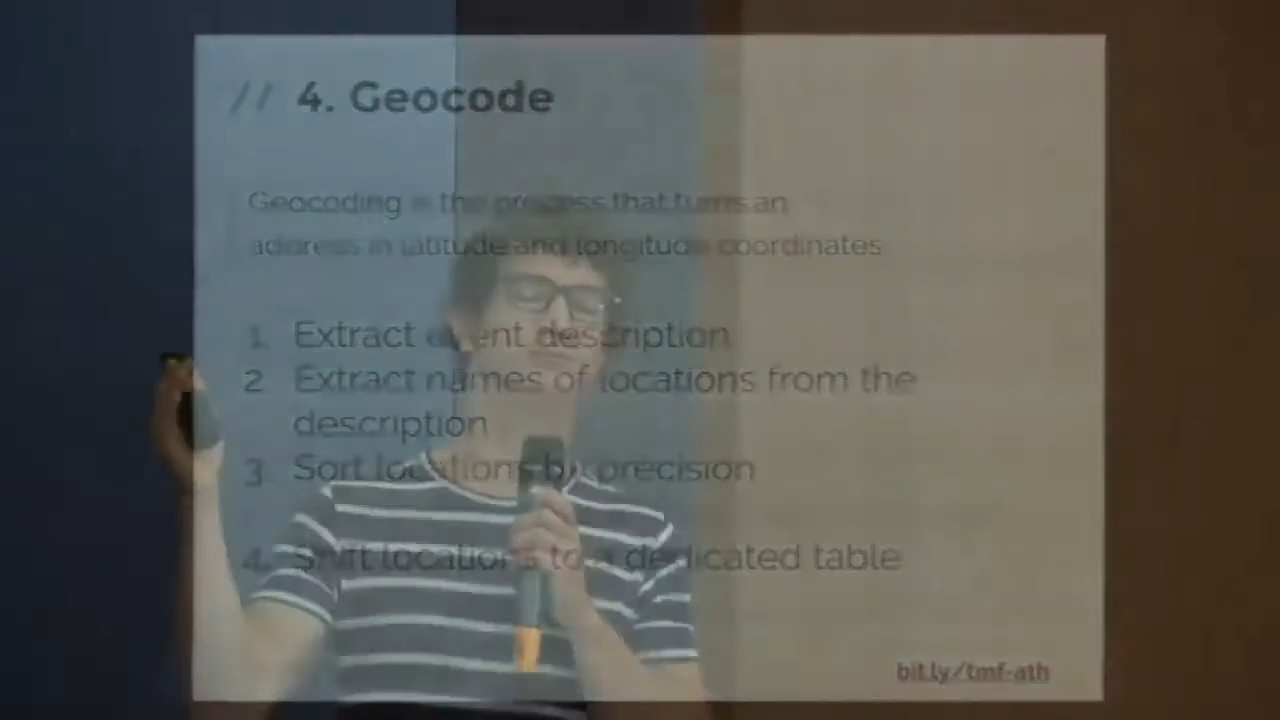 // 4. Geocode
Geocoding is the process that turns an
address in latitude and longitude coordinates
1. Extract event description
2. Extract names of locations from the
description
3. Sort locations by precision
4. Shift locations to a dedicated table
bit.ly/tmf-ath